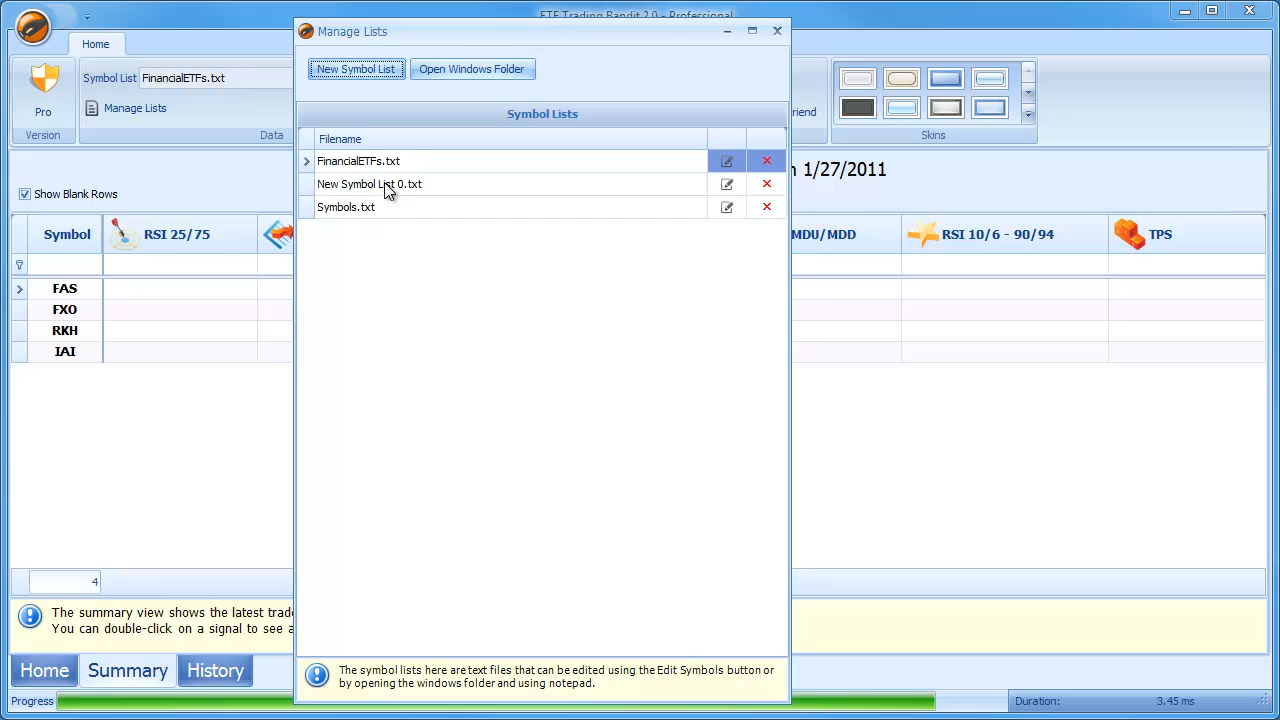 ETF Trading Bandit 2.0 - Professional
Manage Lists
Home
New Symbol List
Open Windows Folder
Symbol List
FinancialETFs.txt
Manage Lists
Pro
Version
Data
riend
Skins
Symbol Lists
Filename
FinancialETFs.txt
New Symbol List 0.txt
Symbols.txt
n 1/27/2011
Show Blank Rows
Symbol
RSI 25/75
MDU/MDD
RSI 10/6 - 90/94
TPS
FAS
FXO
RKH
IAI
4
The summary view shows the latest trade
You can double-click on a signal to see a
The symbol lists here are text files that can be edited using the Edit Symbols button or
by opening the windows folder and using notepad.
Home
Summary
History
Progress
Duration:
3.45 ms